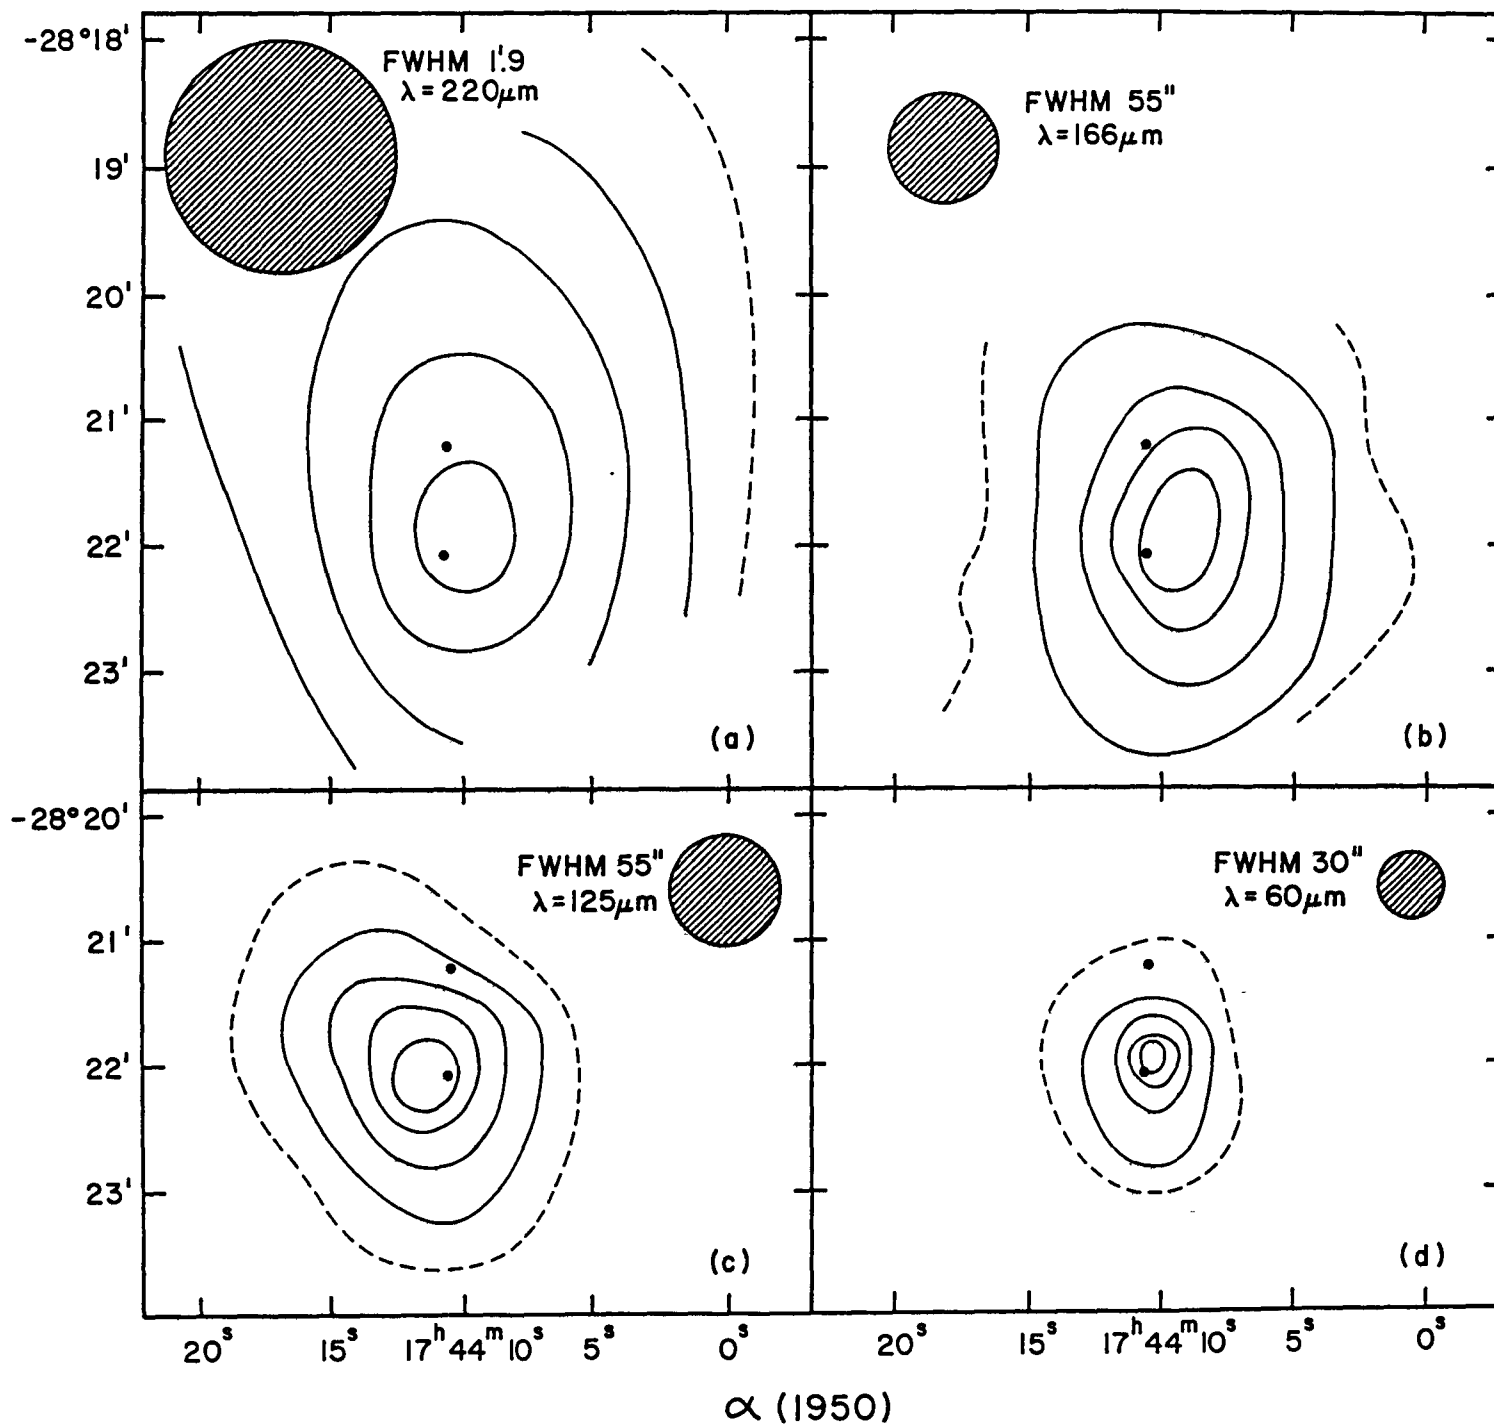 -28°18'
19'
20'
21'
22'
23'
FWHM 1'.9
λ=220μm
(a)
FWHM 55"
λ=166μm
(b)
-28°20'
21'
22'
23'
FWHM 55"
λ=125μm
(c)
FWHM 30"
λ=60μm
(d)
20ˢ 15ˢ 17ʰ44ᵐ10ˢ 5ˢ 0ˢ
20ˢ 15ˢ 17ʰ44ᵐ10ˢ 5ˢ 0ˢ
α (1950)